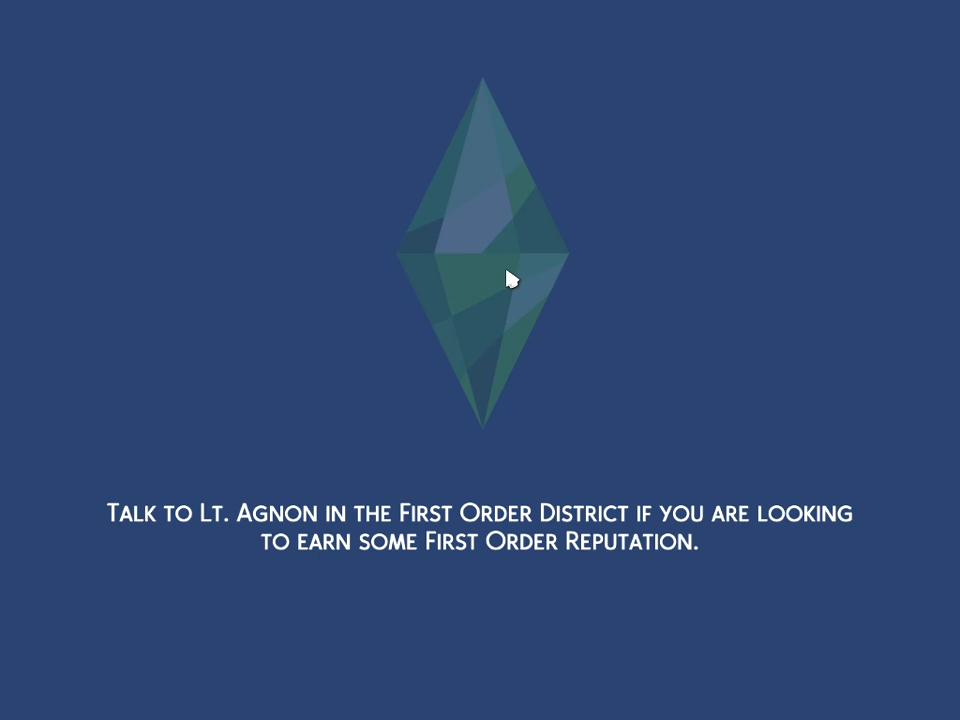 Talk to Lt. Agnon in the First Order District if you are looking
to earn some First Order Reputation.